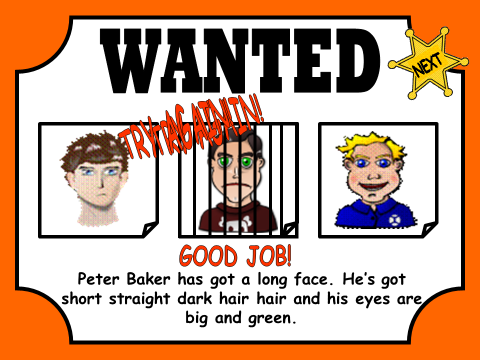 WANTED
NEXT
TRY AGAIN!
GOOD JOB!
Peter Baker has got a long face. He's got
short straight dark hair hair and his eyes are
big and green.